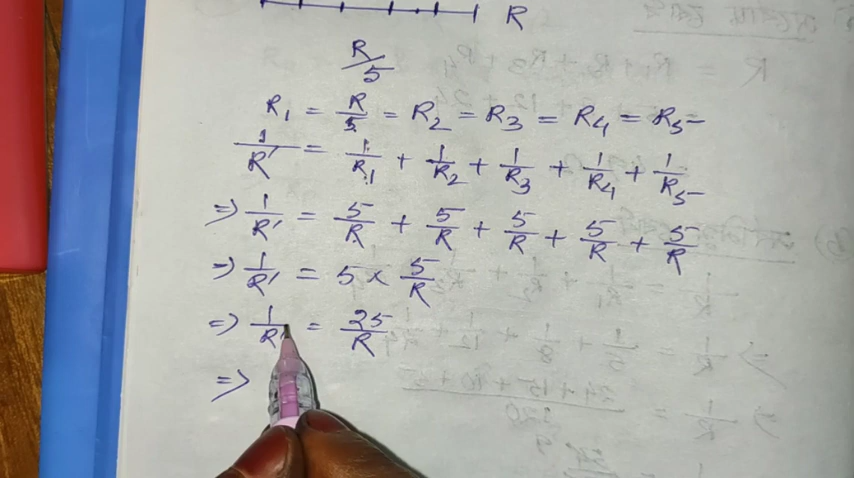 R
R/5
R₁ = R/5 = R₂ = R₃ = R₄ = R₅
1/R' = 1/R₁ + 1/R₂ + 1/R₃ + 1/R₄ + 1/R₅
⇒ 1/R' = 5/R + 5/R + 5/R + 5/R + 5/R
⇒ 1/R' = 5 × 5/R
⇒ 1/R' = 25/R
⇒